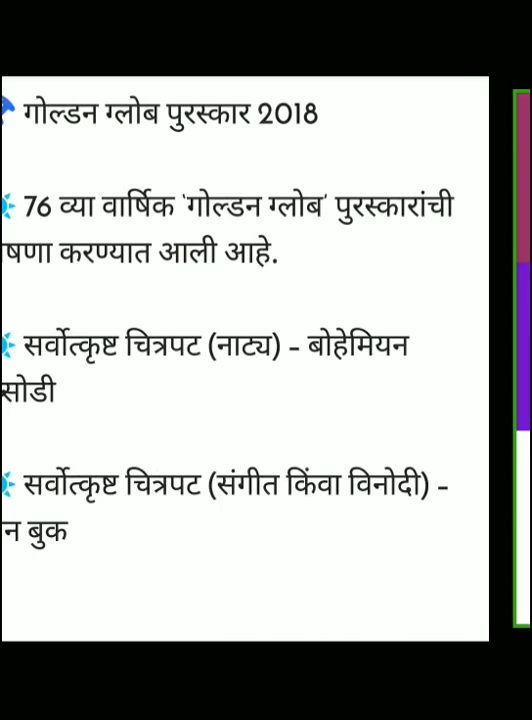 गोल्डन ग्लोब पुरस्कार 2018
76 व्या वार्षिक 'गोल्डन ग्लोब' पुरस्कारांची
षणा करण्यात आली आहे.
सर्वोत्कृष्ट चित्रपट (नाट्य) - बोहेमियन
सोडी
सर्वोत्कृष्ट चित्रपट (संगीत किंवा विनोदी) -
न बुक